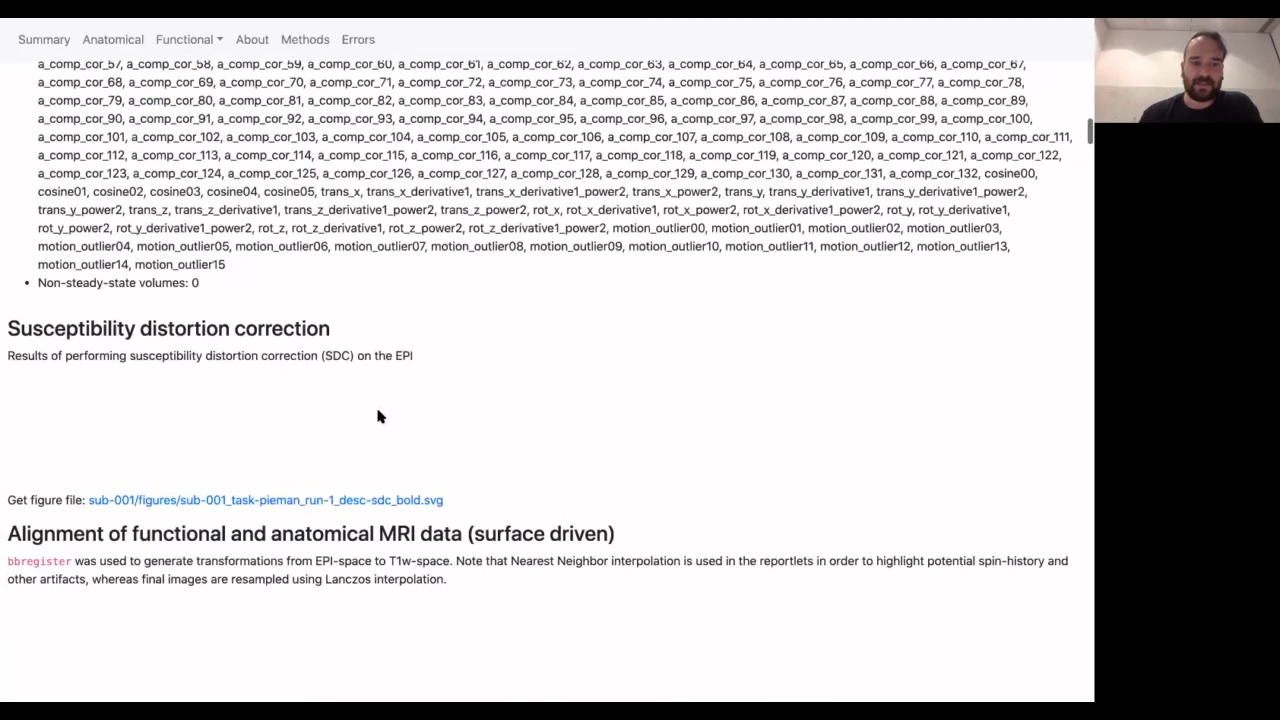 Summary Anatomical Functional About Methods Errors
a_comp_cor_57, a_comp_cor_58, a_comp_cor_59, a_comp_cor_60, a_comp_cor_61, a_comp_cor_62, a_comp_cor_63, a_comp_cor_64, a_comp_cor_65, a_comp_cor_66, a_comp_cor_67,
a_comp_cor_68, a_comp_cor_69, a_comp_cor_70, a_comp_cor_71, a_comp_cor_72, a_comp_cor_73, a_comp_cor_74, a_comp_cor_75, a_comp_cor_76, a_comp_cor_77, a_comp_cor_78,
a_comp_cor_79, a_comp_cor_80, a_comp_cor_81, a_comp_cor_82, a_comp_cor_83, a_comp_cor_84, a_comp_cor_85, a_comp_cor_86, a_comp_cor_87, a_comp_cor_88, a_comp_cor_89,
a_comp_cor_90, a_comp_cor_91, a_comp_cor_92, a_comp_cor_93, a_comp_cor_94, a_comp_cor_95, a_comp_cor_96, a_comp_cor_97, a_comp_cor_98, a_comp_cor_99, a_comp_cor_100,
a_comp_cor_101, a_comp_cor_102, a_comp_cor_103, a_comp_cor_104, a_comp_cor_105, a_comp_cor_106, a_comp_cor_107, a_comp_cor_108, a_comp_cor_109, a_comp_cor_110, a_comp_cor_111,
a_comp_cor_112, a_comp_cor_113, a_comp_cor_114, a_comp_cor_115, a_comp_cor_116, a_comp_cor_117, a_comp_cor_118, a_comp_cor_119, a_comp_cor_120, a_comp_cor_121, a_comp_cor_122,
a_comp_cor_123, a_comp_cor_124, a_comp_cor_125, a_comp_cor_126, a_comp_cor_127, a_comp_cor_128, a_comp_cor_129, a_comp_cor_130, a_comp_cor_131, a_comp_cor_132, cosine00,
cosine01, cosine02, cosine03, cosine04, cosine05, trans_x, trans_x_derivative1, trans_x_derivative1_power2, trans_x_power2, trans_y, trans_y_derivative1, trans_y_derivative1_power2,
trans_y_power2, trans_z, trans_z_derivative1, trans_z_derivative1_power2, trans_z_power2, rot_x, rot_x_derivative1, rot_x_power2, rot_x_derivative1_power2, rot_y, rot_y_derivative1,
rot_y_power2, rot_y_derivative1_power2, rot_z, rot_z_derivative1, rot_z_power2, rot_z_derivative1_power2, motion_outlier00, motion_outlier01, motion_outlier02, motion_outlier03,
motion_outlier04, motion_outlier05, motion_outlier06, motion_outlier07, motion_outlier08, motion_outlier09, motion_outlier10, motion_outlier11, motion_outlier12, motion_outlier13,
motion_outlier14, motion_outlier15
• Non-steady-state volumes: 0
Susceptibility distortion correction
Results of performing susceptibility distortion correction (SDC) on the EPI
Get figure file: sub-001/figures/sub-001_task-pieman_run-1_desc-sdc_bold.svg
Alignment of functional and anatomical MRI data (surface driven)
bbregister was used to generate transformations from EPI-space to T1w-space. Note that Nearest Neighbor interpolation is used in the reportlets in order to highlight potential spin-history and
other artifacts, whereas final images are resampled using Lanczos interpolation.